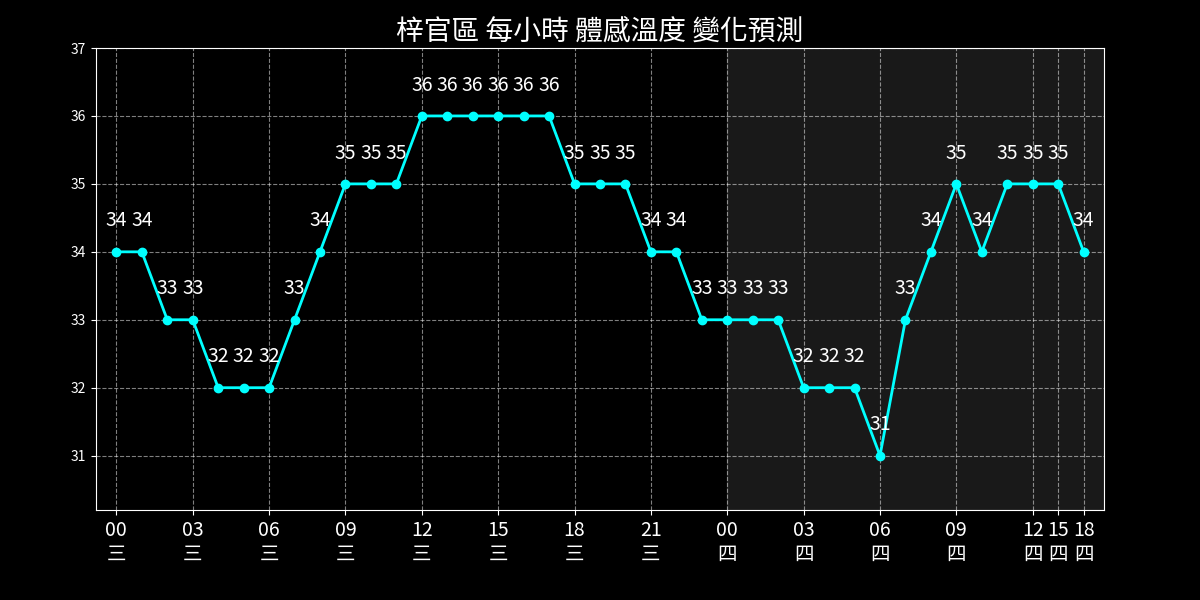 梓官區 每小時 體感溫度 變化預測
37
36 36 36 36 36 36
36
35 35 35 35 35 35 35 35 35 35
35
34 34 34 34 34 34 34 34
34
33 33 33 33 33 33 33 33
33
32 32 32 32 32 32
32
31
31
00 03 06 09 12 15 18 21 00 03 06 09 12 15 18
三 三 三 三 三 三 三 三 四 四 四 四 四 四 四